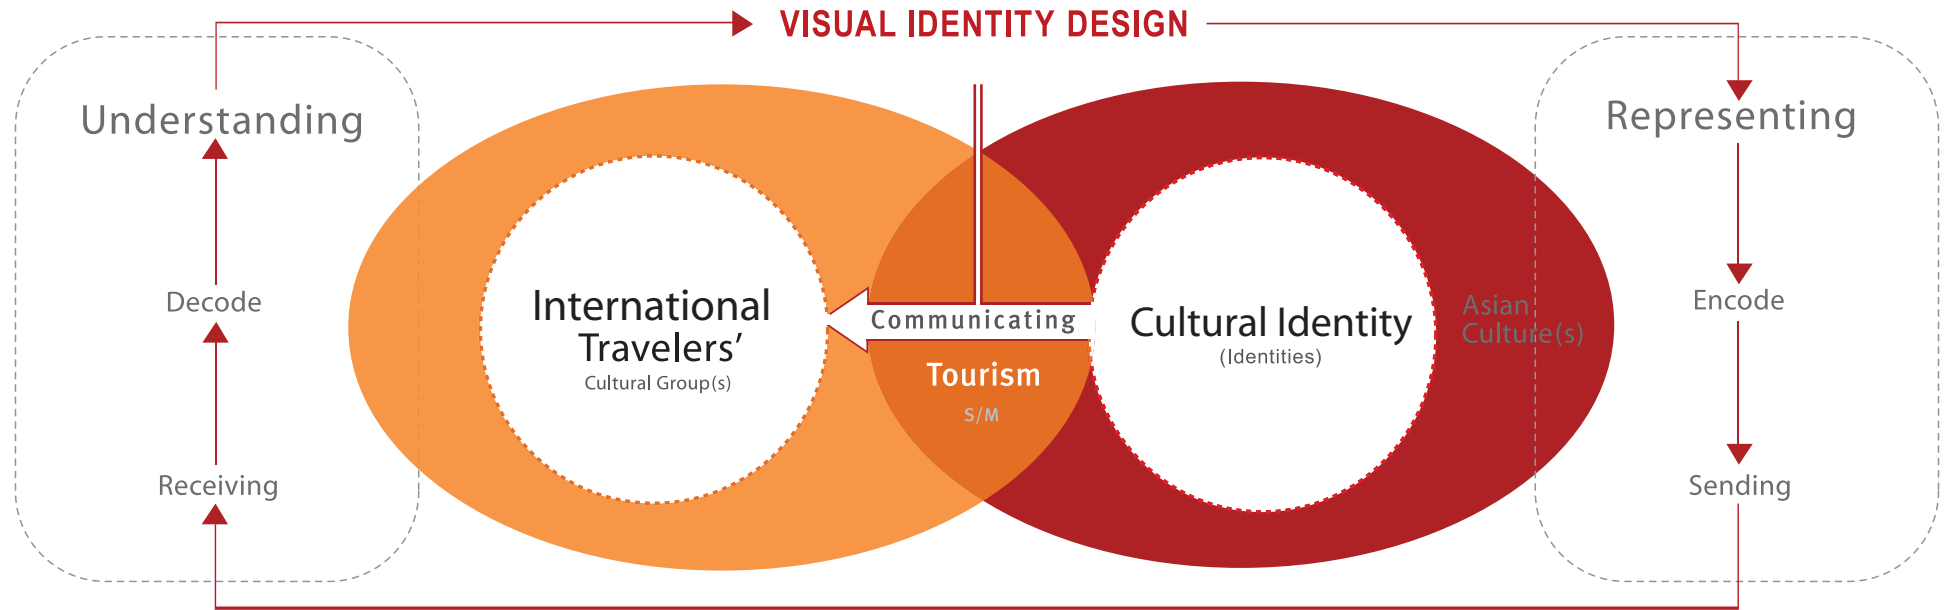 VISUAL IDENTITY DESIGN
Understanding
Decode
Receiving
International
Travelers’
Cultural Group(s)
Communicating
Tourism
S/M
Cultural Identity
(Identities)
Asian
Culture(s)
Representing
Encode
Sending